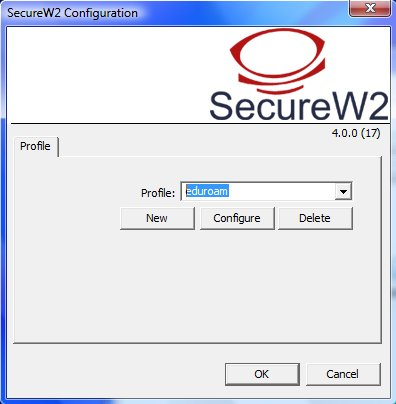 SecureW2 Configuration
SecureW2
4.0.0 (17)
Profile
Profile: eduroam
New Configure Delete
OK Cancel